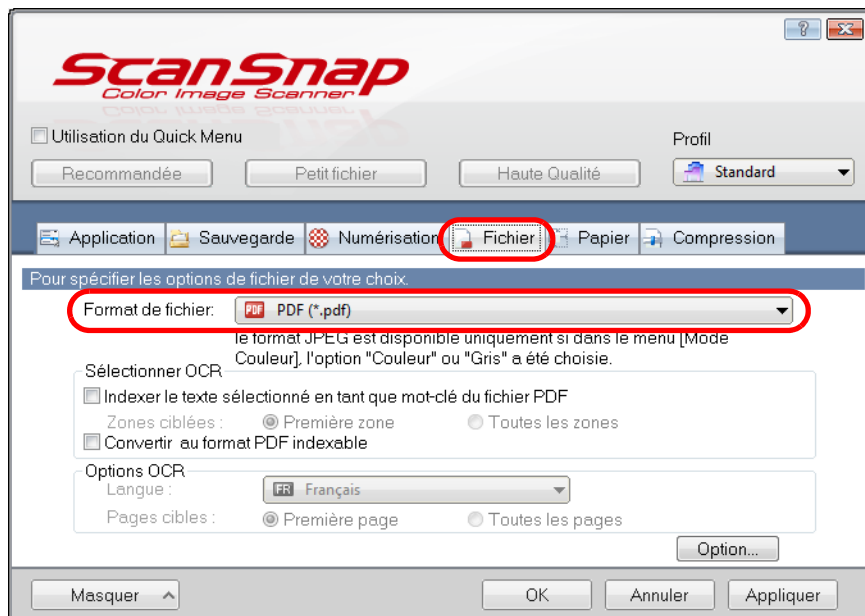 ScanSnap
Color Image Scanner
Utilisation du Quick Menu
Profil
Recommandée Petit fichier Haute Qualité Standard
Application Sauvegarde Numérisation Fichier Papier Compression
Pour spécifier les options de fichier de votre choix.
Format de fichier: PDF PDF (*.pdf)
le format JPEG est disponible uniquement si dans le menu [Mode
Couleur], l'option "Couleur" ou "Gris" a été choisie.
Sélectionner OCR
Indexer le texte sélectionné en tant que mot-clé du fichier PDF
Zones ciblées : Première zone Toutes les zones
Convertir au format PDF indexable
Options OCR
Langue : FR Français
Pages cibles : Première page Toutes les pages
Option...
Masquer OK Annuler Appliquer